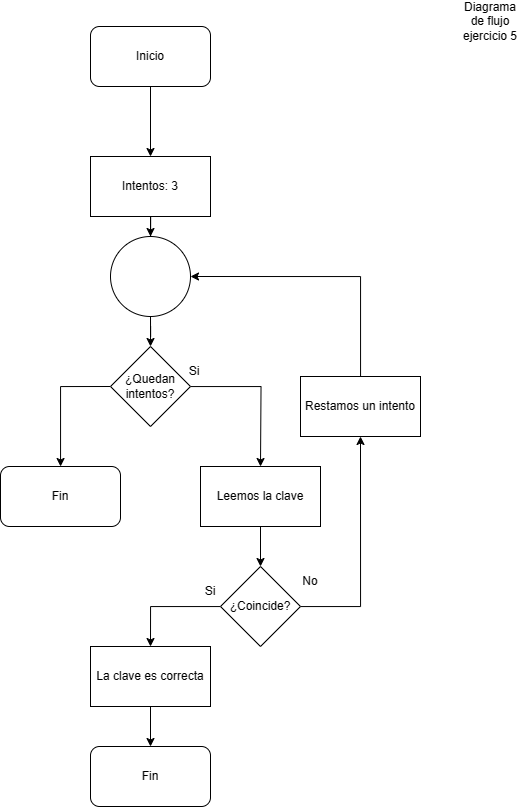 Diagrama
de flujo
ejercicio 5
Inicio
Intentos: 3
¿Quedan
intentos?
Si
Restamos un intento
Fin
Leemos la clave
¿Coincide?
Si
No
La clave es correcta
Fin